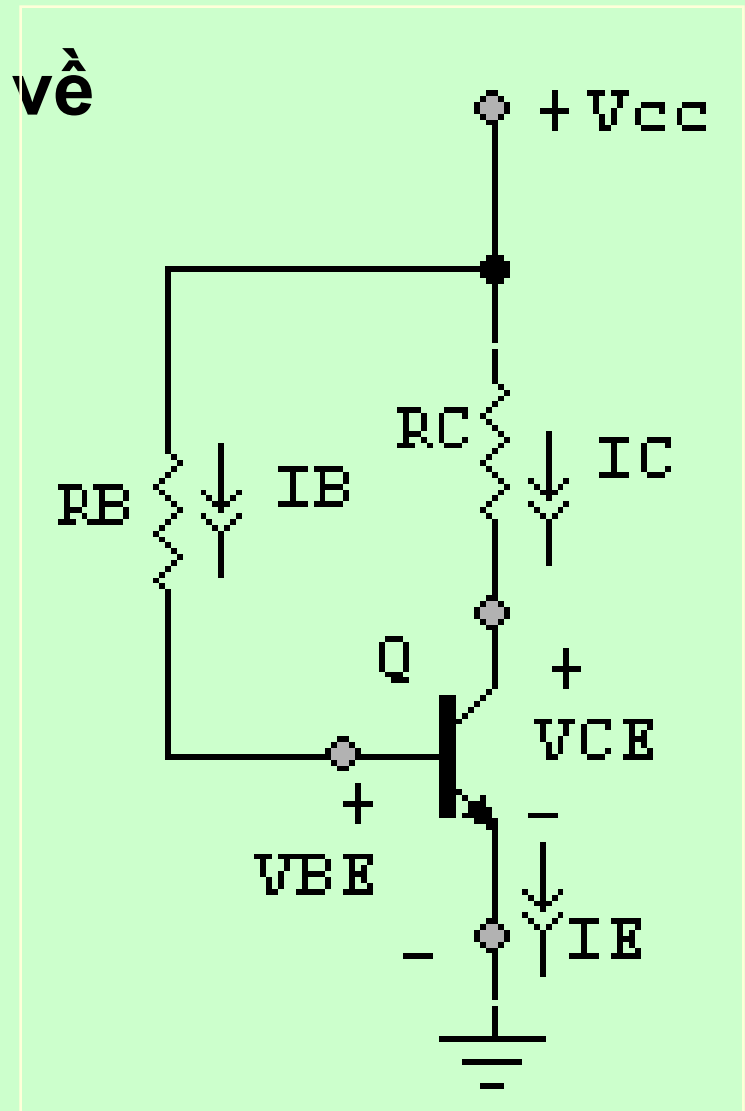 về
+Vcc
RC
IC
RB
IB
Q
+
VCE
+
-
VBE
IE
-